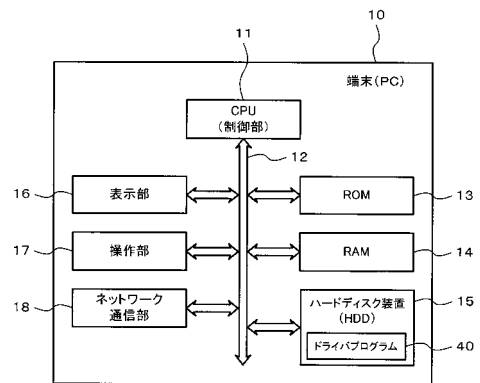 10
11
端末(PC)
CPU
(制御部)
12
16
表示部
ROM
13
17
操作部
RAM
14
18
ネットワーク
通信部
ハードディスク装置
(HDD)
15
ドライバプログラム
40